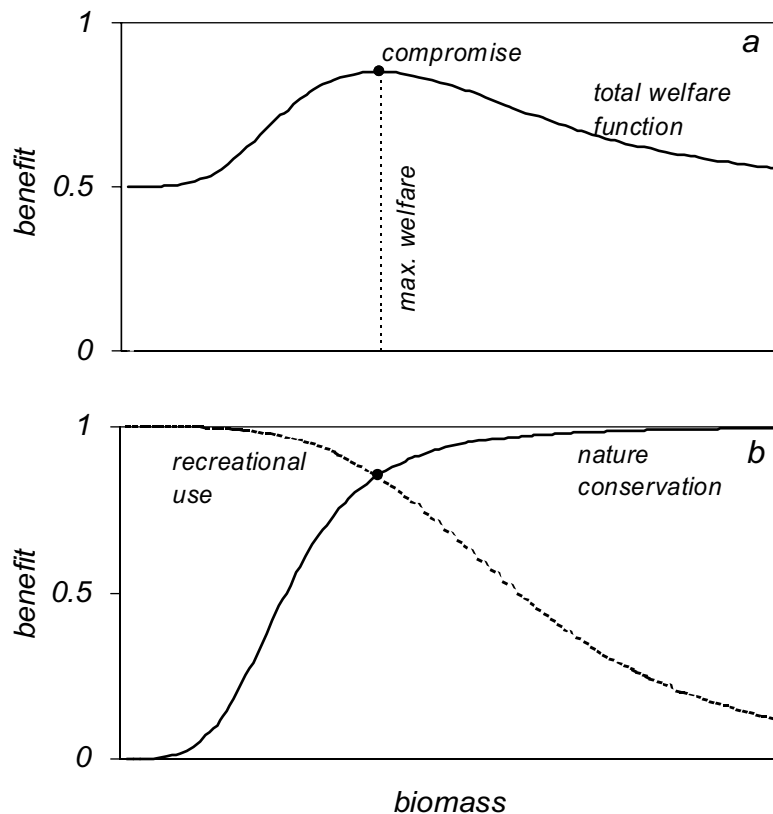 1
a
compromise
total welfare
function
0.5
benefit
max. welfare
0
1
b
recreational
use
nature
conservation
0.5
benefit
0
biomass